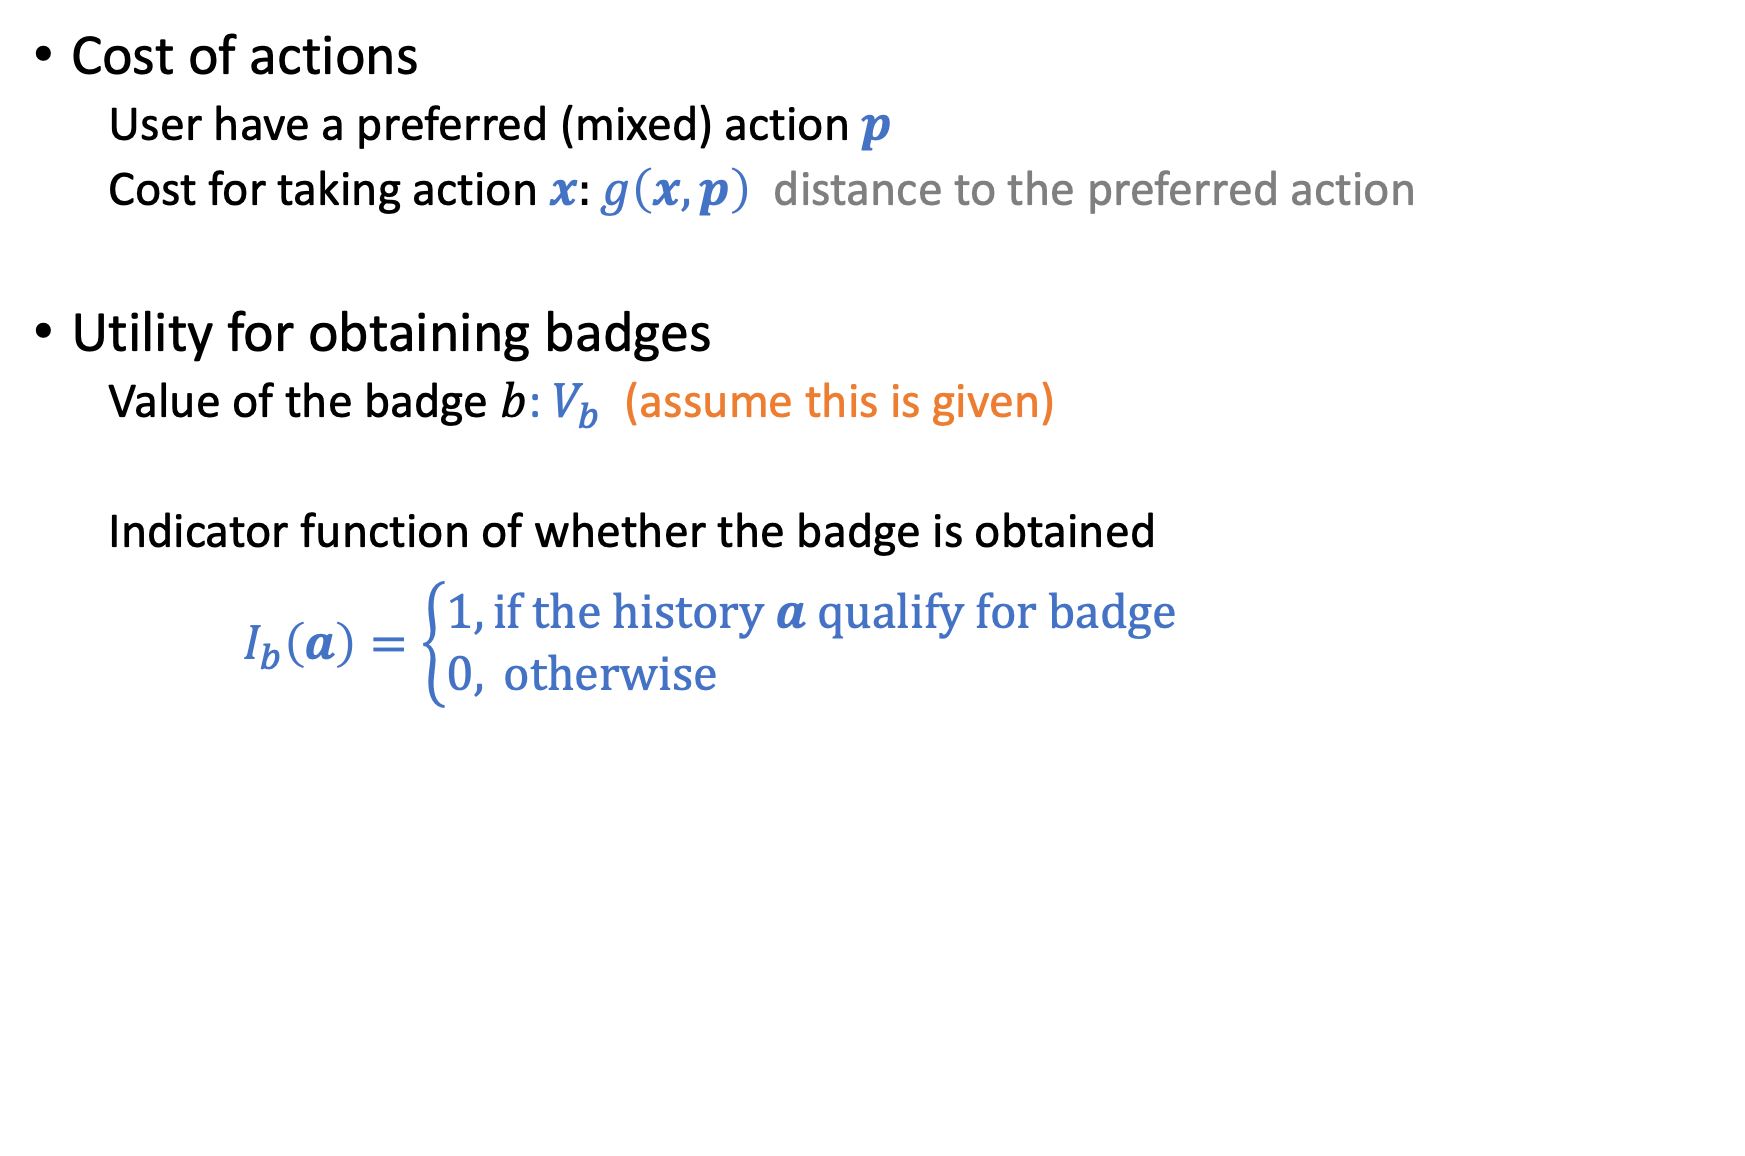 • Cost of actions
User have a preferred (mixed) action p
Cost for taking action x: g(x, p) distance to the preferred action
• Utility for obtaining badges
Value of the badge b: V_b (assume this is given)
Indicator function of whether the badge is obtained
I_b(a) = { 1, if the history a qualify for badge
0, otherwise